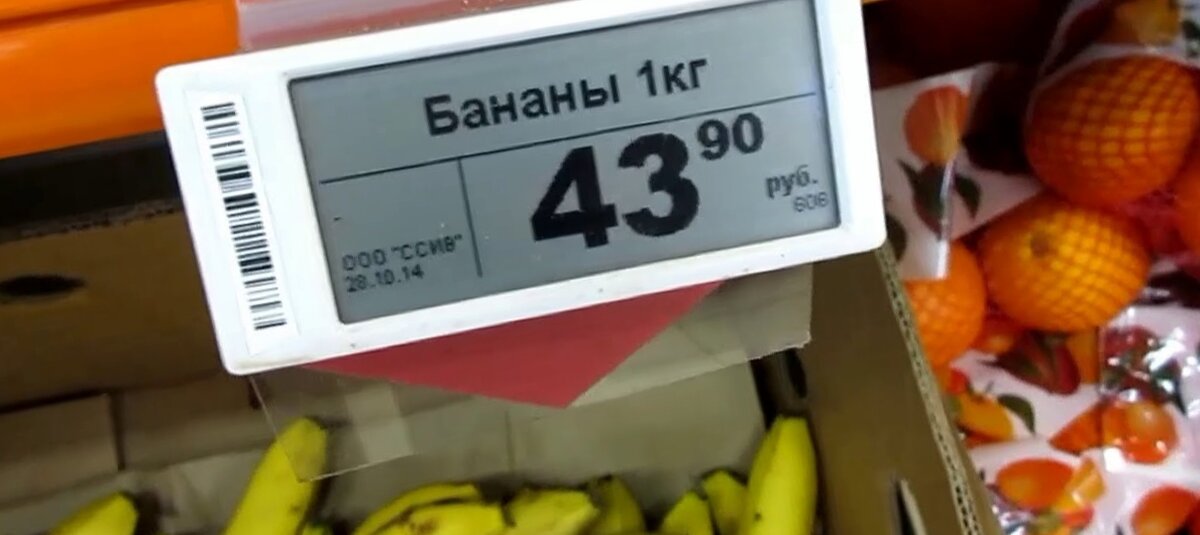 Бананы 1кг
43 90
руб.
606
ООО "ССИВ"
28.10.14